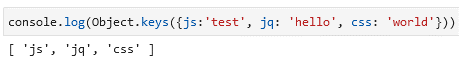 console.log(Object.keys({js:'test', jq: 'hello', css: 'world'}))
[ 'js', 'jq', 'css' ]